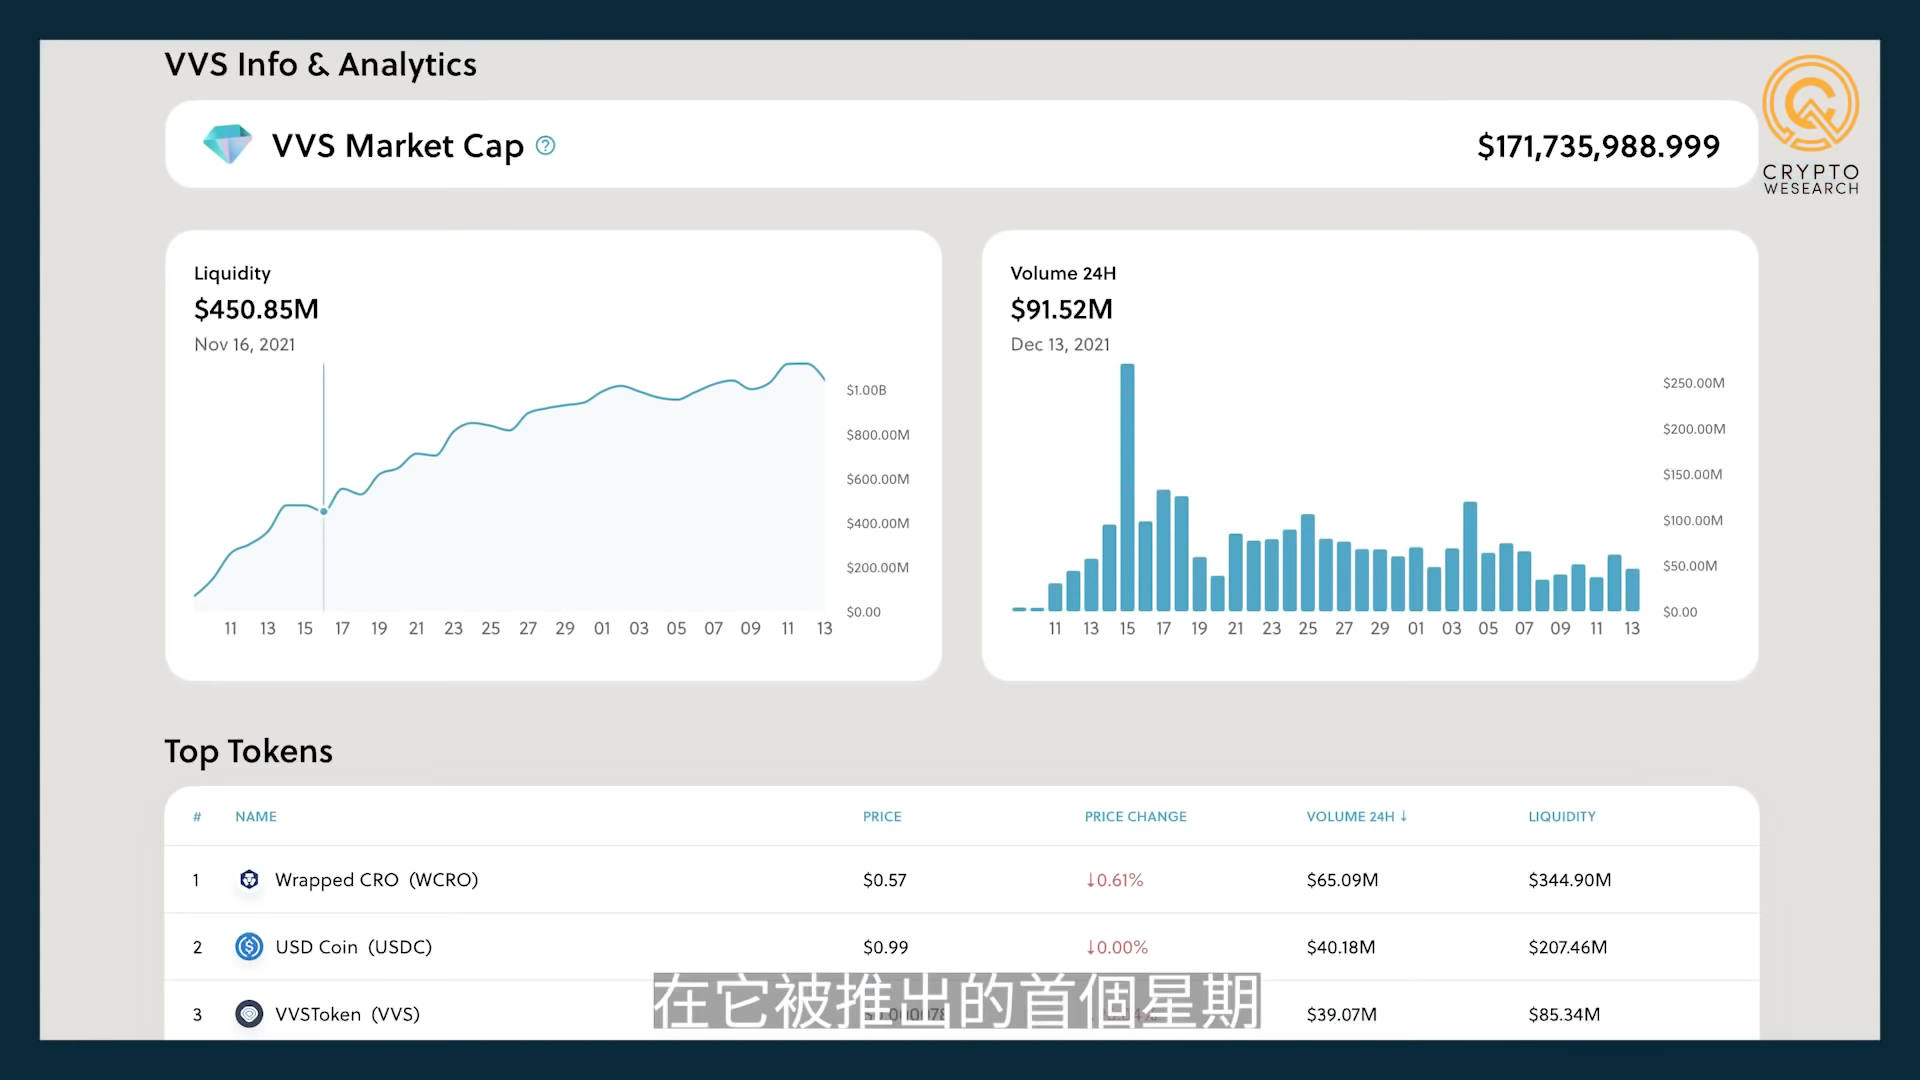 VVS Info & Analytics
VVS Market Cap ?
$171,735,988.999
CRYPTO
WESEARCH
Liquidity
$450.85M
Nov 16, 2021
$1.00B
$800.00M
$600.00M
$400.00M
$200.00M
$0.00
11 13 15 17 19 21 23 25 27 29 01 03 05 07 09 11 13
Volume 24H
$91.52M
Dec 13, 2021
$250.00M
$200.00M
$150.00M
$100.00M
$50.00M
$0.00
11 13 15 17 19 21 23 25 27 29 01 03 05 07 09 11 13
Top Tokens
# NAME PRICE PRICE CHANGE VOLUME 24H ↓ LIQUIDITY
1 Wrapped CRO (WCRO) $0.57 ↓0.61% $65.09M $344.90M
2 USD Coin (USDC) $0.99 ↓0.00% $40.18M $207.46M
3 VVSToken (VVS) $39.07M $85.34M
在它被推出的首個星期